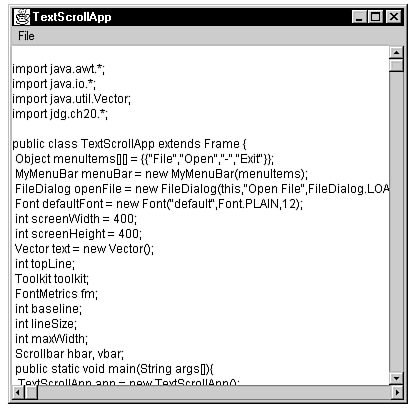 TextScrollApp
File
import java.awt.*;
import java.io.*;
import java.util.Vector;
import jdg.ch20.*;
public class TextScrollApp extends Frame {
Object menuItems[][] = {{"File","Open","-","Exit"}};
MyMenuBar menuBar = new MyMenuBar(menuItems);
FileDialog openFile = new FileDialog(this,"Open File",FileDialog.LOA
Font defaultFont = new Font("default",Font.PLAIN,12);
int screenWidth = 400;
int screenHeight = 400;
Vector text = new Vector();
int topLine;
Toolkit toolkit;
FontMetrics fm;
int baseline;
int lineSize;
int maxWidth;
Scrollbar hbar, vbar;
public static void main(String args[]){
TextScrollApp app = new TextScrollApp();